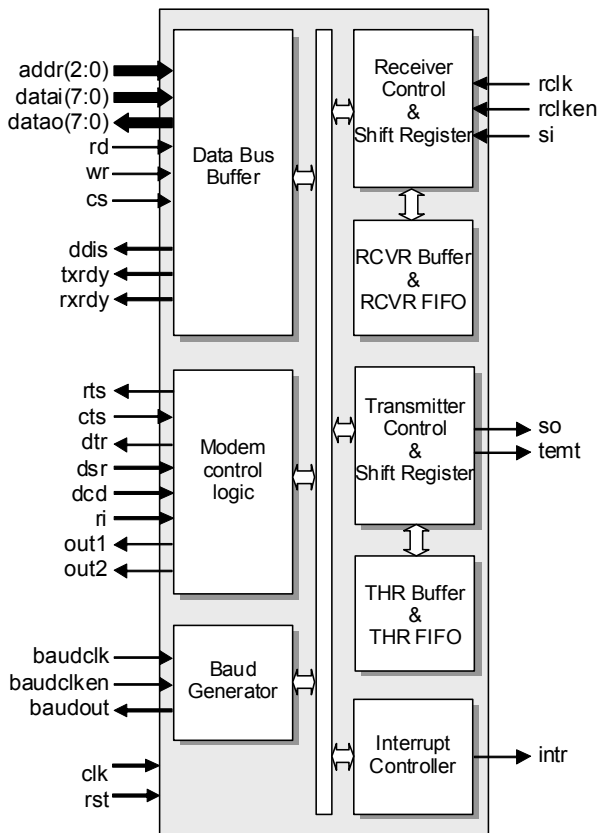 addr(2:0)
datai(7:0)
datao(7:0)
rd
wr
cs
ddis
txrdy
rxrdy
Data Bus
Buffer
Receiver
Control
&
Shift Register
rclk
rclken
si
RCVR Buffer
&
RCVR FIFO
rts
cts
dtr
dsr
dcd
ri
out1
out2
Modem
control
logic
Transmitter
Control
&
Shift Register
so
temt
THR Buffer
&
THR FIFO
baudclk
baudclken
baudout
Baud
Generator
clk
rst
Interrupt
Controller
intr